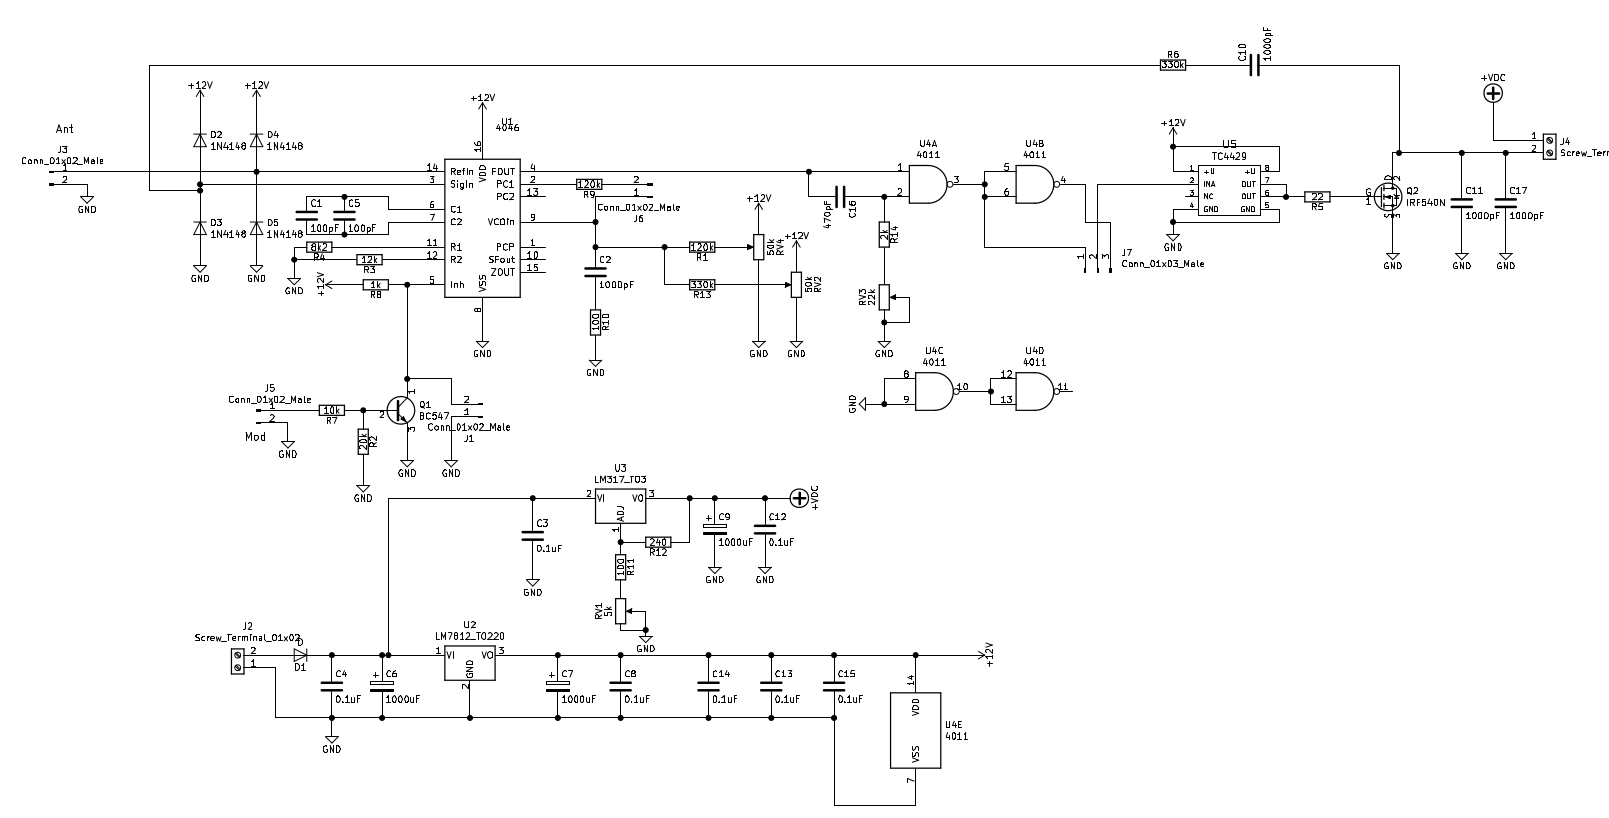 R6
330k
C10
1000pF
+VDC
+12V
+12V
+12V
+12V
Ant
J3
Conn_01x02_Male
1
2
GND
D2
1N4148
D4
1N4148
D3
1N4148
D5
1N4148
GND
GND
U1
4046
16
VDD
14
RefIn
3
SigIn
6
C1
7
C2
11
R1
12
R2
5
Inh
FOUT
4
PC1
2
PC2
13
VCOin
9
PCP
1
SFout
10
ZOUT
15
VSS
8
GND
C1
100pF
C5
100pF
8k2
R4
12k
R3
1k
R8
+12V
GND
120k
R9
2
1
Conn_01x02_Male
J6
C2
1000pF
100
R10
GND
120k
R1
330k
R13
+12V
50k
RV4
+12V
50k
RV2
GND
GND
470pF
C16
2k
R14
RV3
22k
GND
U4A
4011
1
2
3
U4B
4011
5
6
4
1
2
3
J7
Conn_01x03_Male
U5
TC4429
1
+U
2
INA
3
NC
4
GND
+U
8
OUT
7
OUT
6
GND
5
GND
22
R5
G
1
D
2
S
3
Q2
IRF540N
GND
C11
1000pF
GND
C17
1000pF
GND
1
2
J4
Screw_Ter
U4C
4011
8
9
10
GND
U4D
4011
12
13
11
J5
Conn_01x02_Male
1
2
Mod
GND
10k
R7
20k
R2
GND
2
1
3
Q1
BC547
GND
2
1
Conn_01x02_Male
J1
GND
U3
LM317_TO3
2
VI
VO
3
ADJ
1
C3
0.1uF
GND
240
R12
100
R11
RV1
5k
GND
+
C9
1000uF
GND
C12
0.1uF
GND
+VDC
J2
Screw_Terminal_01x02
2
1
D
D1
C4
0.1uF
GND
+
C6
1000uF
U2
LM7812_TO220
1
VI
VO
3
GND
2
+
C7
1000uF
C8
0.1uF
C14
0.1uF
C13
0.1uF
C15
0.1uF
+12V
14
VDD
VSS
7
U4E
4011